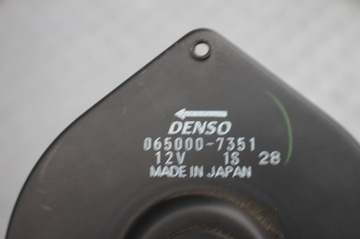 DENSO
065000-7351
12V 1S 28
MADE IN JAPAN